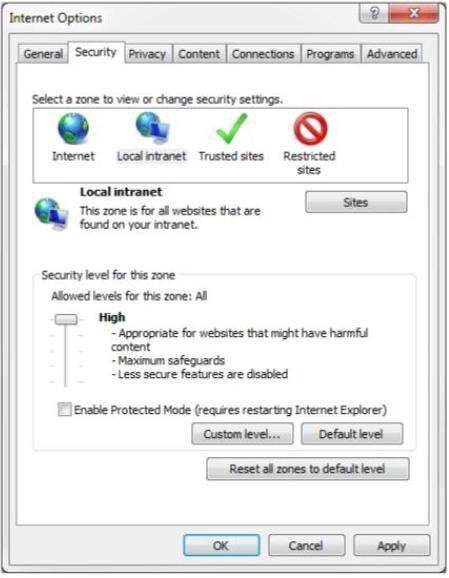 Internet Options
General Security Privacy Content Connections Programs Advanced
Select a zone to view or change security settings.
Internet Local intranet Trusted sites Restricted
sites
Local intranet
Sites
This zone is for all websites that are
found on your intranet.
Security level for this zone
Allowed levels for this zone: All
High
- Appropriate for websites that might have harmful
content
- Maximum safeguards
- Less secure features are disabled
Enable Protected Mode (requires restarting Internet Explorer)
Custom level... Default level
Reset all zones to default level
OK Cancel Apply